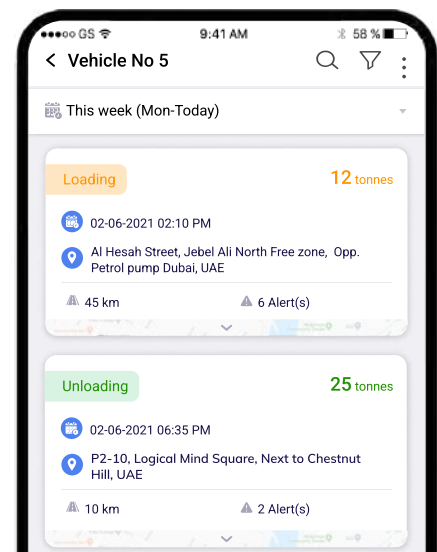 GS 9:41 AM 58 %
Vehicle No 5
This week (Mon-Today)
Loading 12 tonnes
02-06-2021 02:10 PM
Al Hesah Street, Jebel Ali North Free zone, Opp.
Petrol pump Dubai, UAE
45 km 6 Alert(s)
Unloading 25 tonnes
02-06-2021 06:35 PM
P2-10, Logical Mind Square, Next to Chestnut
Hill, UAE
10 km 2 Alert(s)